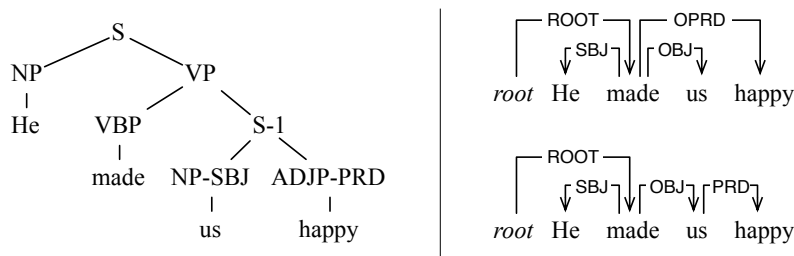 S
NP VP
He VBP S-1
made NP-SBJ ADJP-PRD
us happy
ROOT OPRD
SBJ OBJ
root He made us happy
ROOT
SBJ OBJ PRD
root He made us happy